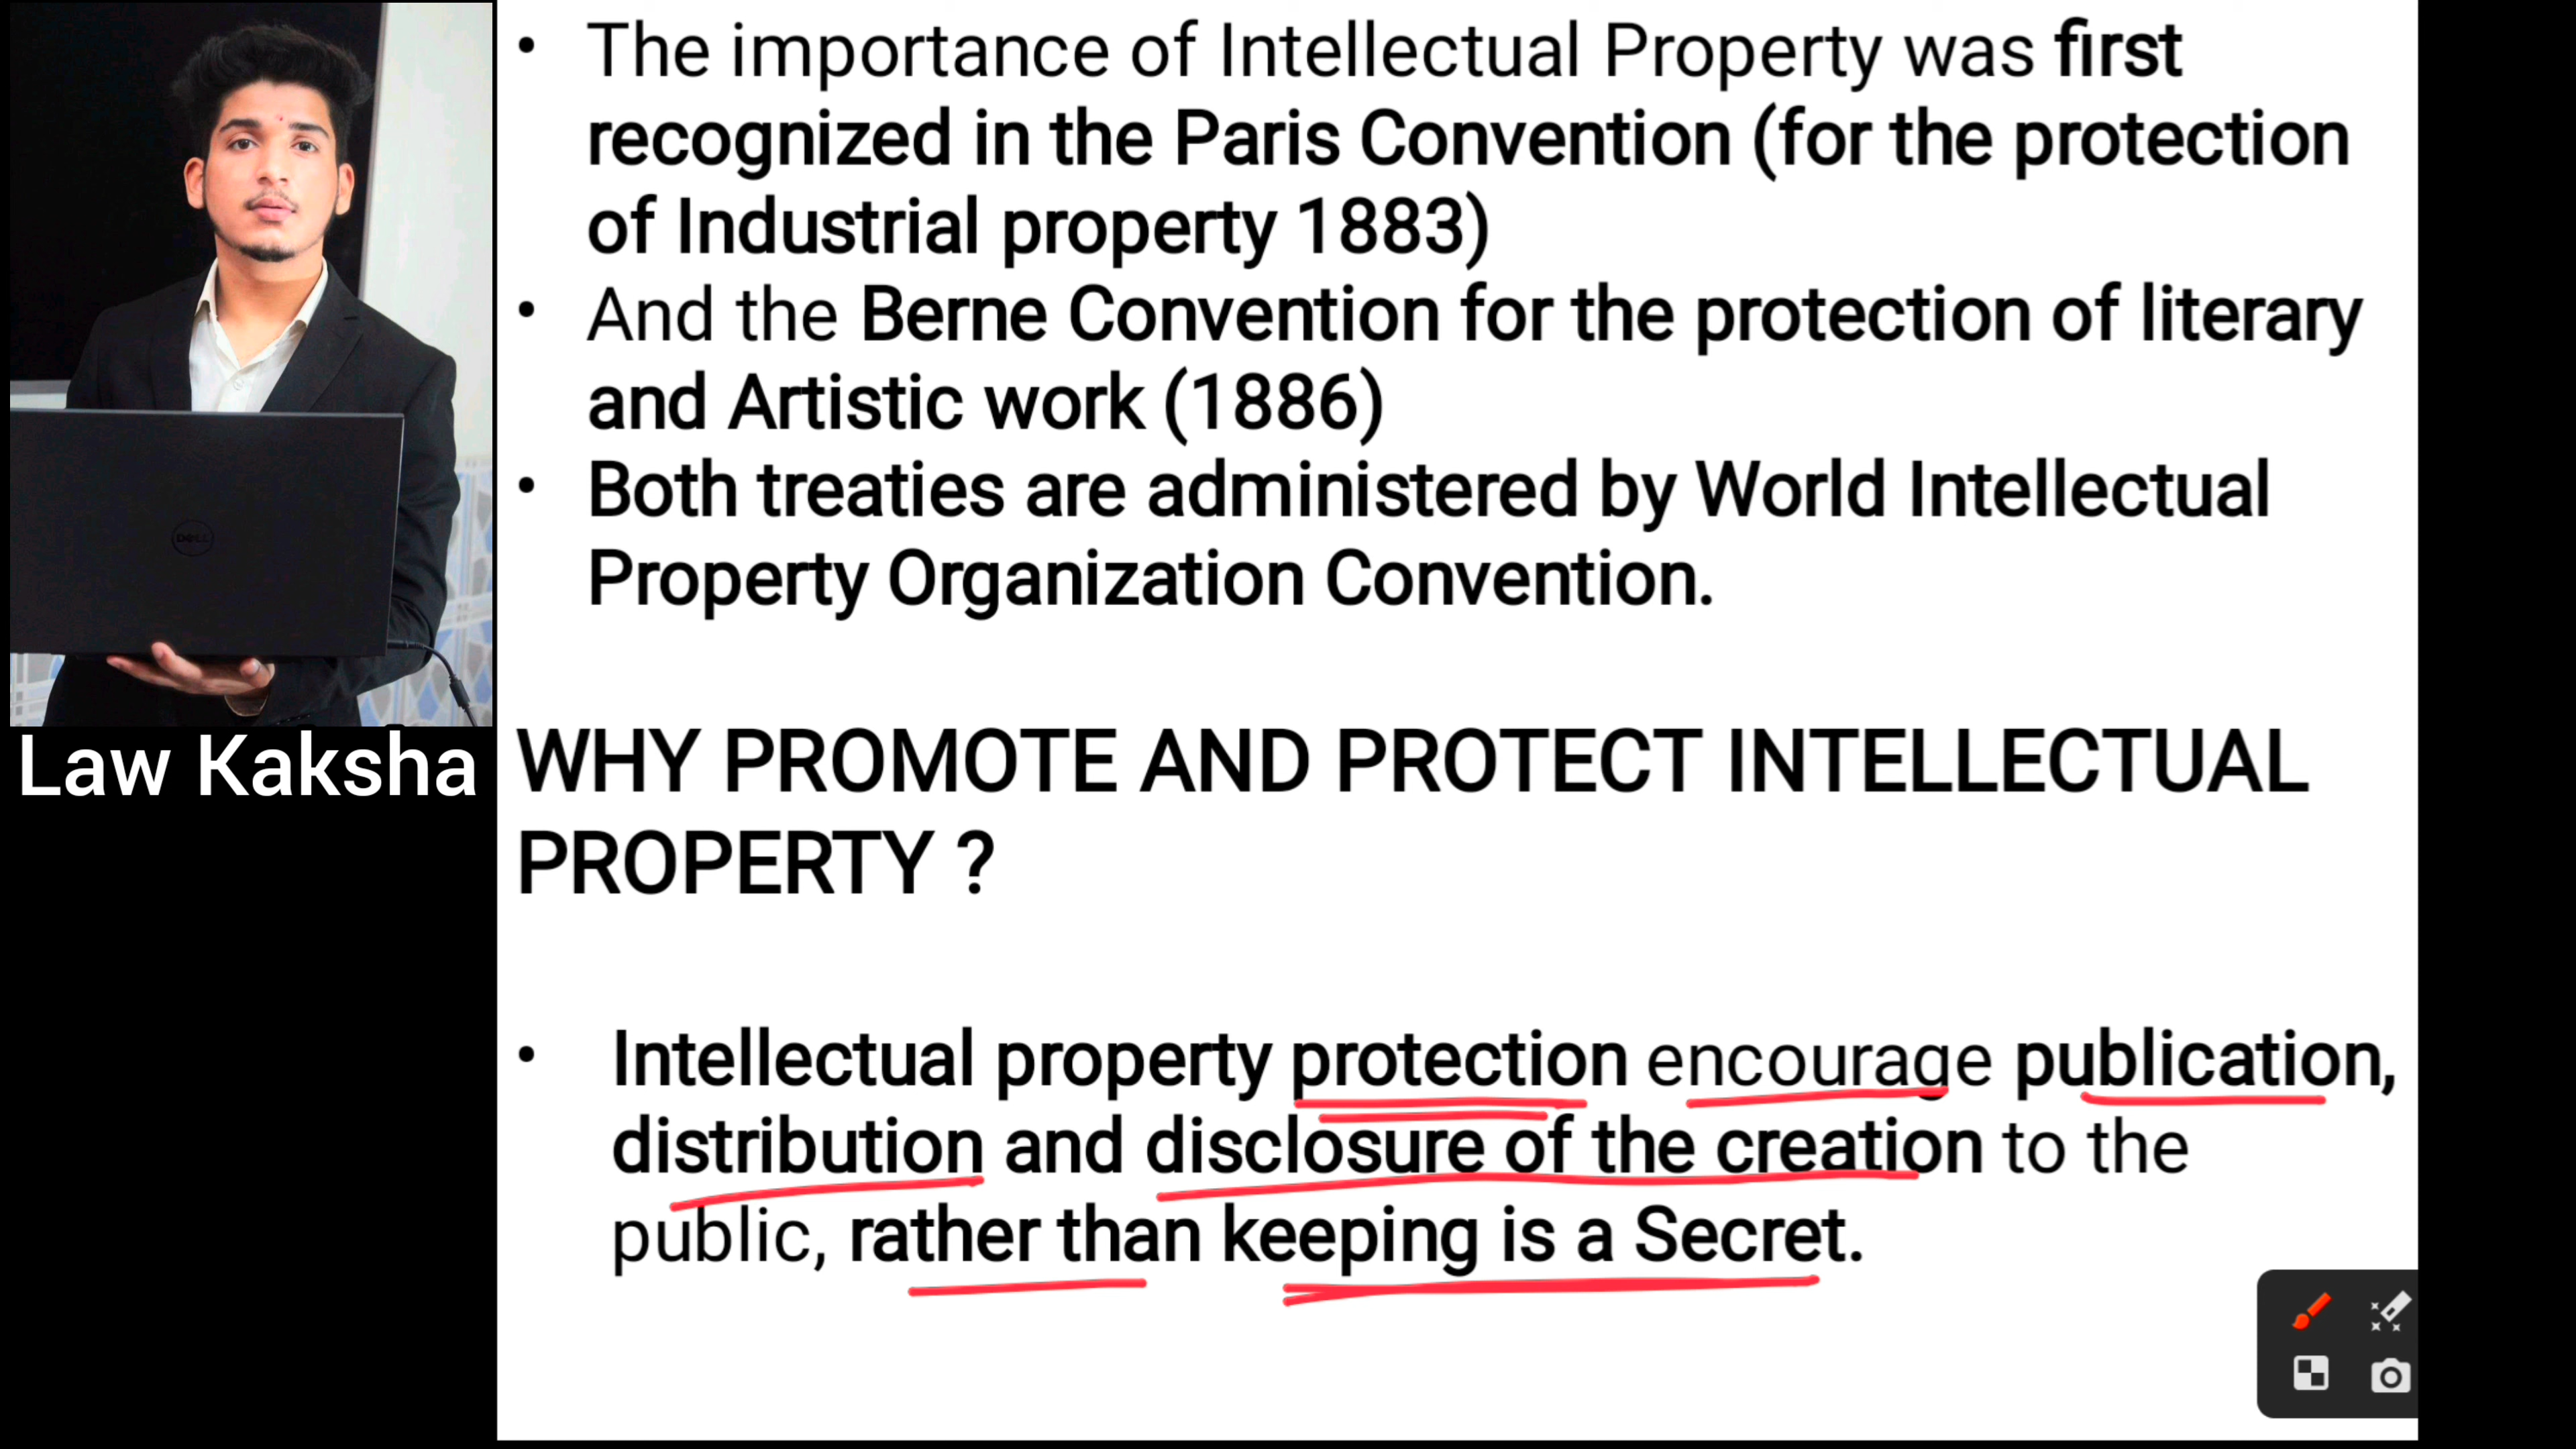 • The importance of Intellectual Property was first
recognized in the Paris Convention (for the protection
of Industrial property 1883)
• And the Berne Convention for the protection of literary
and Artistic work (1886)
• Both treaties are administered by World Intellectual
Property Organization Convention.
DELL
Law Kaksha
WHY PROMOTE AND PROTECT INTELLECTUAL
PROPERTY ?
• Intellectual property protection encourage publication,
distribution and disclosure of the creation to the
public, rather than keeping is a Secret.